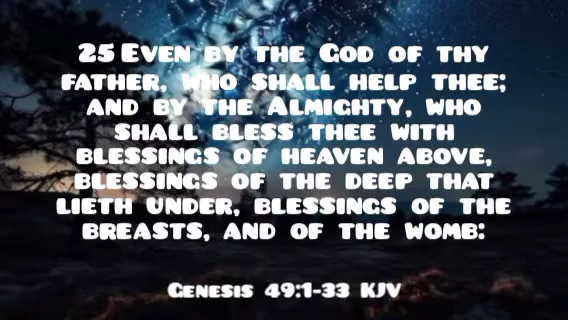 25 Even by the God of thy
father, who shall help thee;
and by the Almighty, who
shall bless thee with
blessings of heaven above,
blessings of the deep that
lieth under, blessings of the
breasts, and of the womb:
Genesis 49:1-33 KJV